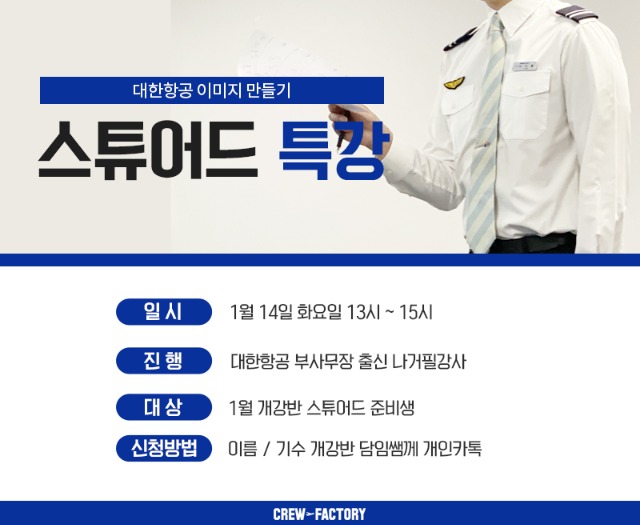 대한항공 이미지 만들기
스튜어드 특강
일 시 1월 14일 화요일 13시 ~ 15시
진 행 대한항공 부사무장 출신 나거필강사
대 상 1월 개강반 스튜어드 준비생
신청방법 이름 / 기수 개강반 담임쌤께 개인카톡
CREW FACTORY